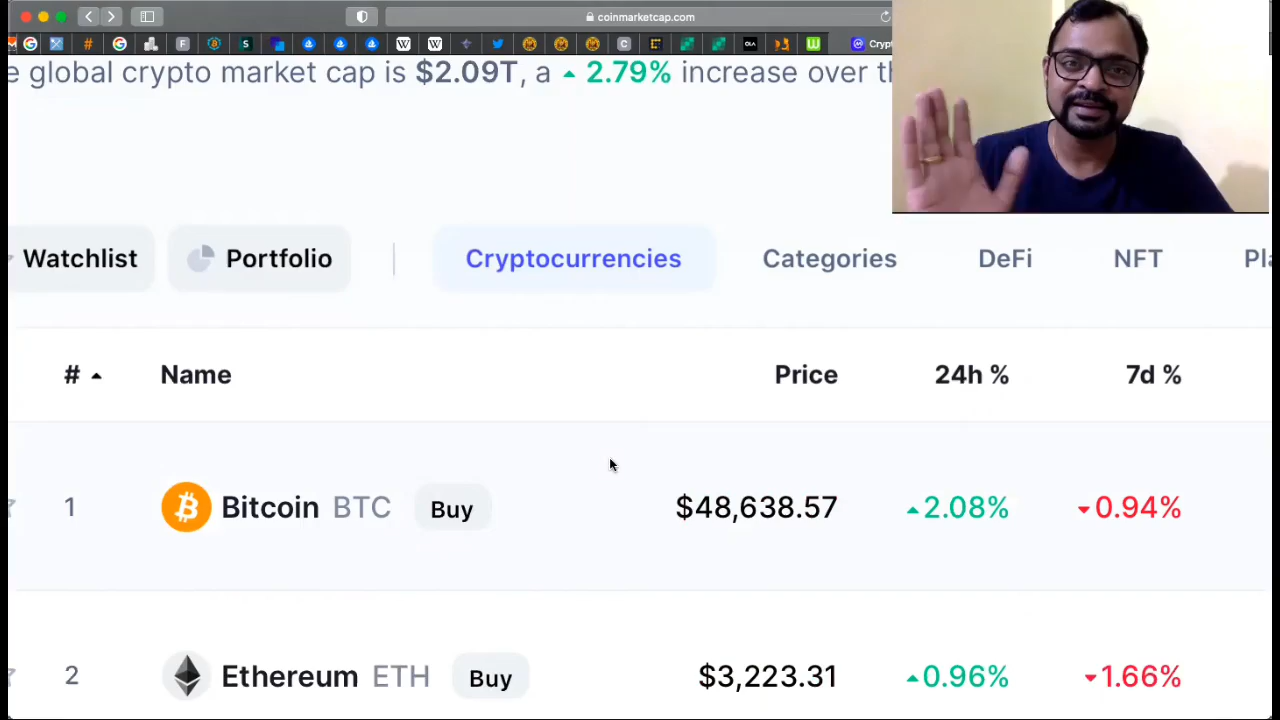 coinmarketcap.com
Cryp
e global crypto market cap is $2.09T, a 2.79% increase over th
Watchlist Portfolio Cryptocurrencies Categories DeFi NFT Pla
# Name Price 24h % 7d %
1 Bitcoin BTC Buy $48,638.57 2.08% 0.94%
2 Ethereum ETH Buy $3,223.31 0.96% 1.66%